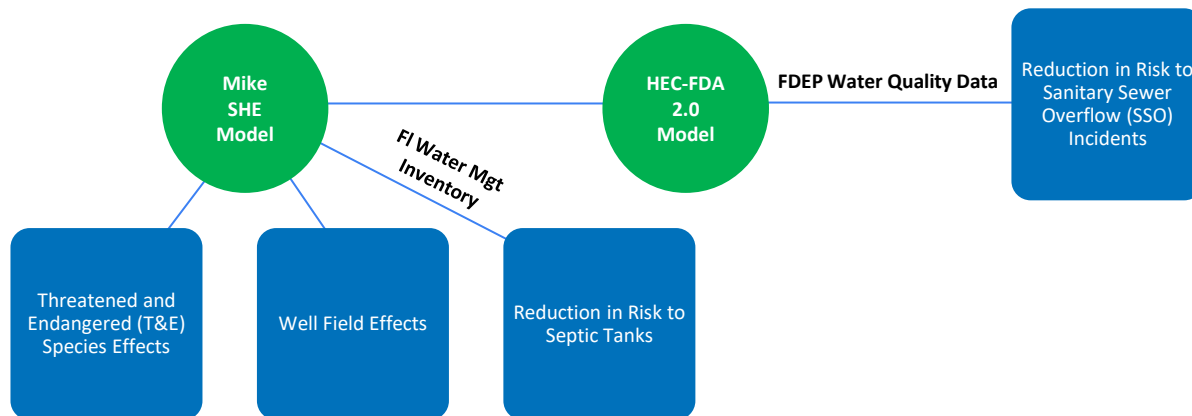 Mike
SHE
Model
HEC-FDA
2.0
Model
FDEP Water Quality Data
Reduction in Risk to
Sanitary Sewer
Overflow (SSO)
Incidents
Fl Water Mgt
Inventory
Threatened and
Endangered (T&E)
Species Effects
Well Field Effects
Reduction in Risk to
Septic Tanks